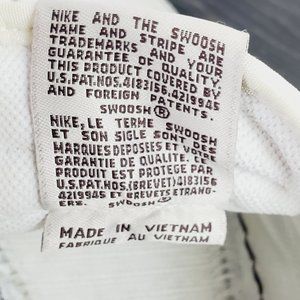 NIKE AND THE SWOOSH
NAME AND STRIPE ARE
TRADEMARKS AND YOUR
GUARANTEE OF QUALITY
THIS PRODUCT COVERED BY
U.S.PAT.NOS.4183156,4219945
AND FOREIGN PATENTS.
SWOOSH®
NIKE,LE TERME SWOOSH
ET SON SIGLE SONT DES
MARQUES DEPOSEES ET VOTRE
GARANTIE DE QUALITE. CE
PRODUIT EST PROTEGE PAR
U.S.PAT.NOS.(BREVET)4183156
4219945 ET BREVETS ETRANG-
ERS. SWOOSH®
MADE IN VIETNAM
FABRIQUE AU VIETNAM